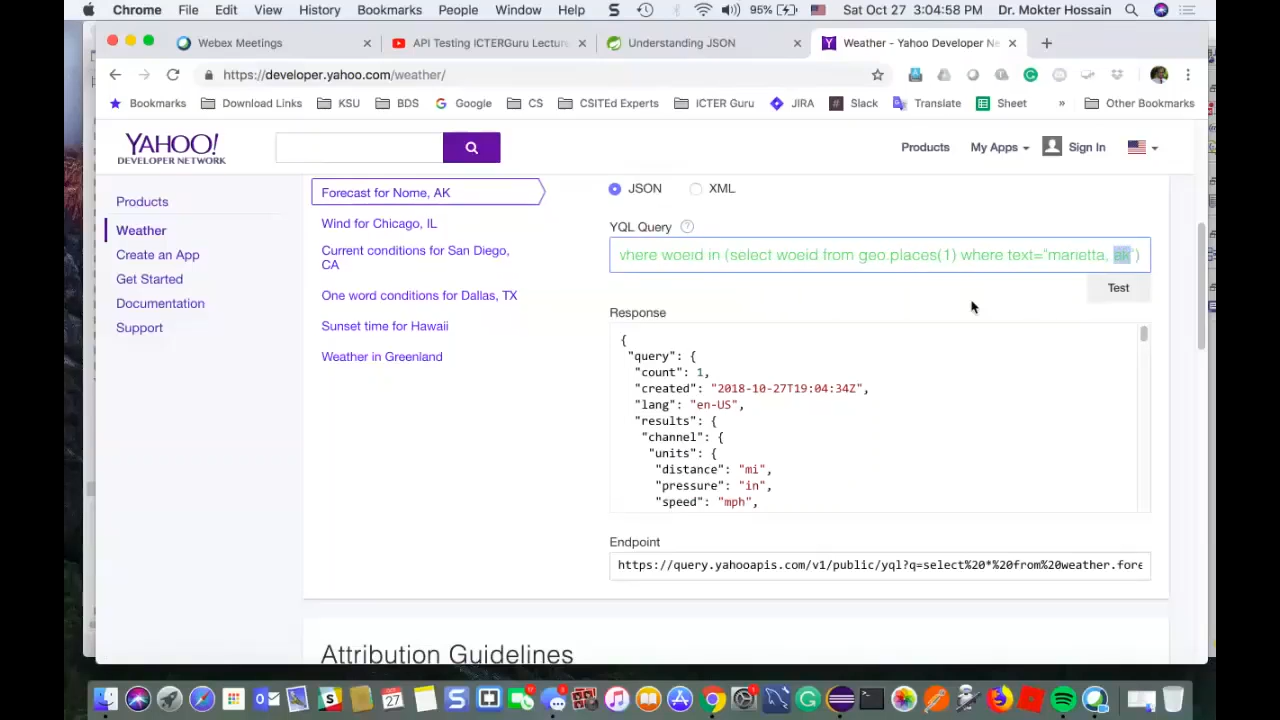 Chrome File Edit View History Bookmarks People Window Help 95% Sat Oct 27 3:04:58 PM Dr. Mokter Hossain
Webex Meetings
API Testing ICTERGuru Lecture
Understanding JSON
Weather - Yahoo Developer Ne
https://developer.yahoo.com/weather/
Bookmarks Download Links KSU BDS Google CS CSITEd Experts ICTER Guru JIRA Slack Translate Sheet » Other Bookmarks
YAHOO!
DEVELOPER NETWORK
Products My Apps Sign In
Products
Weather
Create an App
Get Started
Documentation
Support
Forecast for Nome, AK
Wind for Chicago, IL
Current conditions for San Diego,
CA
One word conditions for Dallas, TX
Sunset time for Hawaii
Weather in Greenland
JSON XML
YQL Query ?
where woeid in (select woeid from geo.places(1) where text="marietta, ak")
Test
Response
{
"query": {
"count": 1,
"created": "2018-10-27T19:04:34Z",
"lang": "en-US",
"results": {
"channel": {
"units": {
"distance": "mi",
"pressure": "in",
"speed": "mph",
Endpoint
https://query.yahooapis.com/v1/public/yql?q=select%20*%20from%20weather.fore
Attribution Guidelines